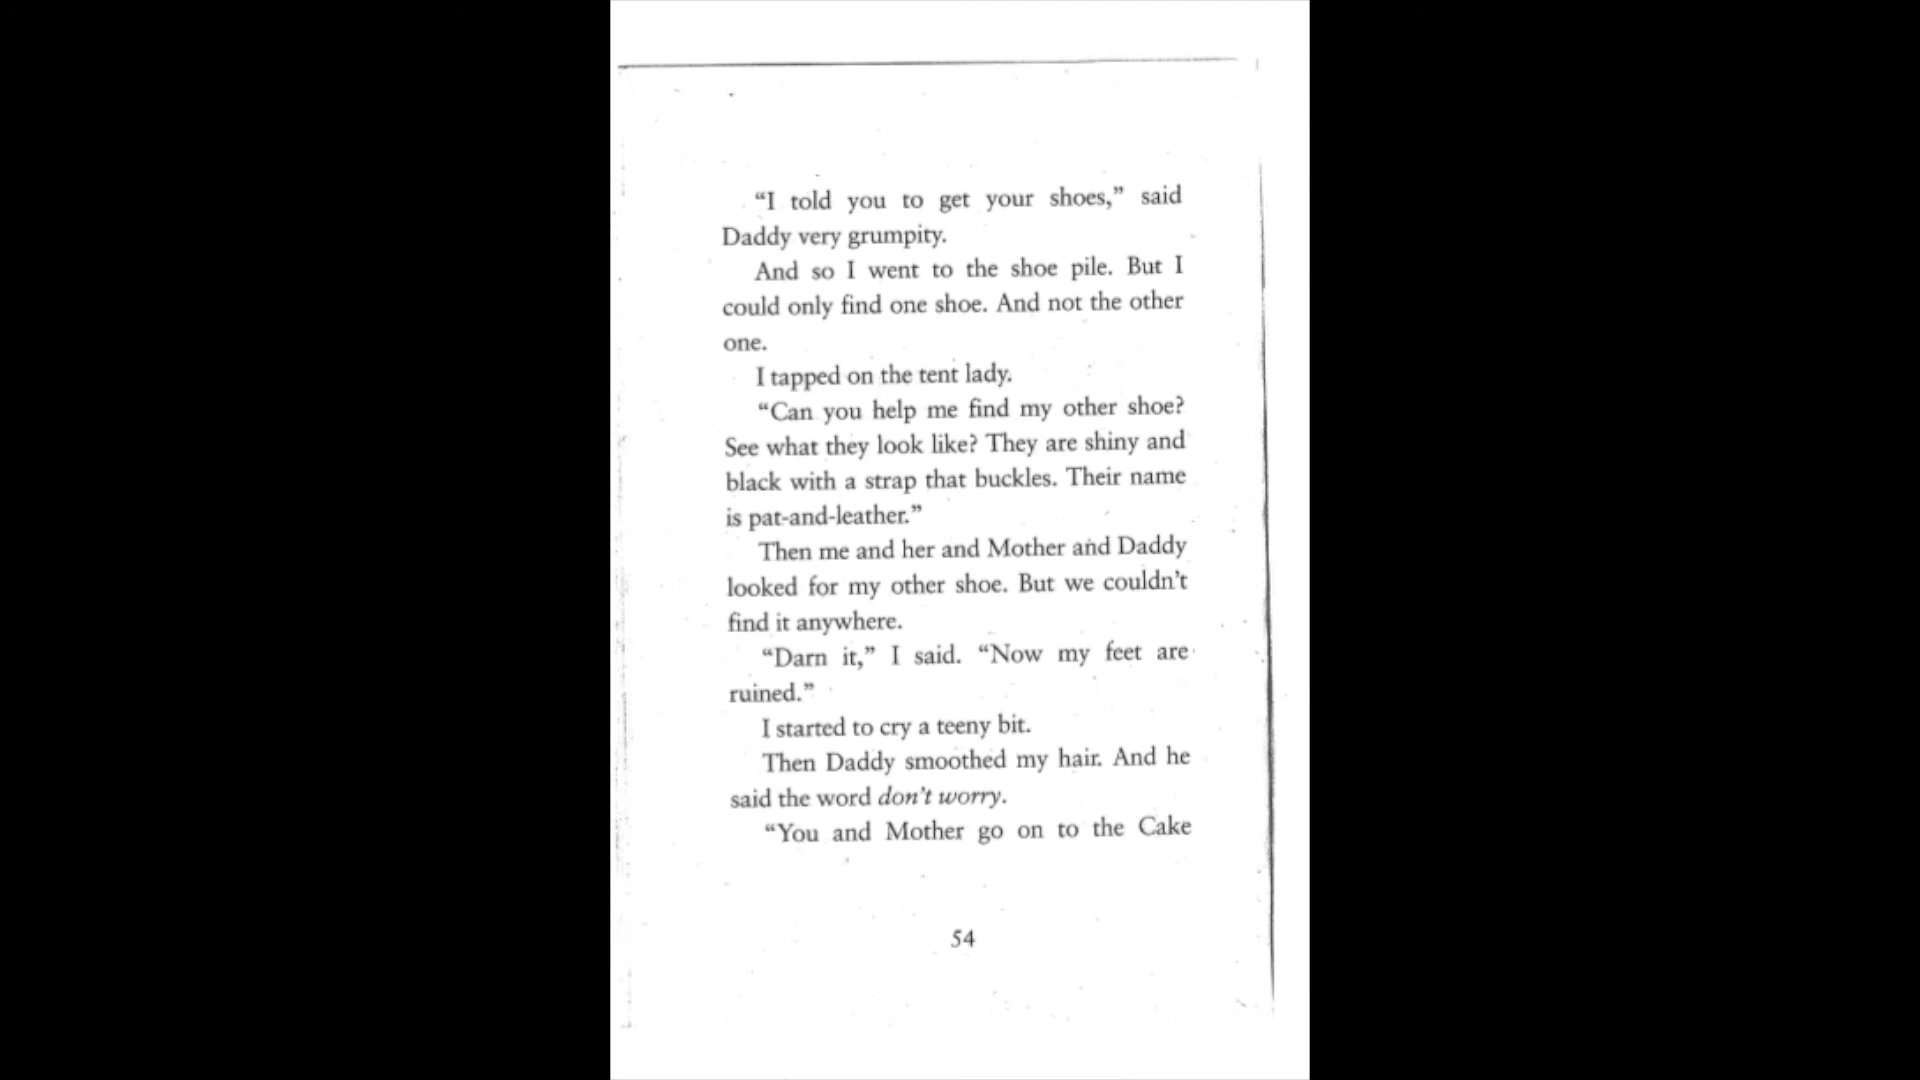 “I told you to get your shoes,” said
Daddy very grumpity.
And so I went to the shoe pile. But I
could only find one shoe. And not the other
one.
I tapped on the tent lady.
“Can you help me find my other shoe?
See what they look like? They are shiny and
black with a strap that buckles. Their name
is pat-and-leather.”
Then me and her and Mother and Daddy
looked for my other shoe. But we couldn’t
find it anywhere.
“Darn it,” I said. “Now my feet are
ruined.”
I started to cry a teeny bit.
Then Daddy smoothed my hair. And he
said the word don’t worry.
“You and Mother go on to the Cake
54